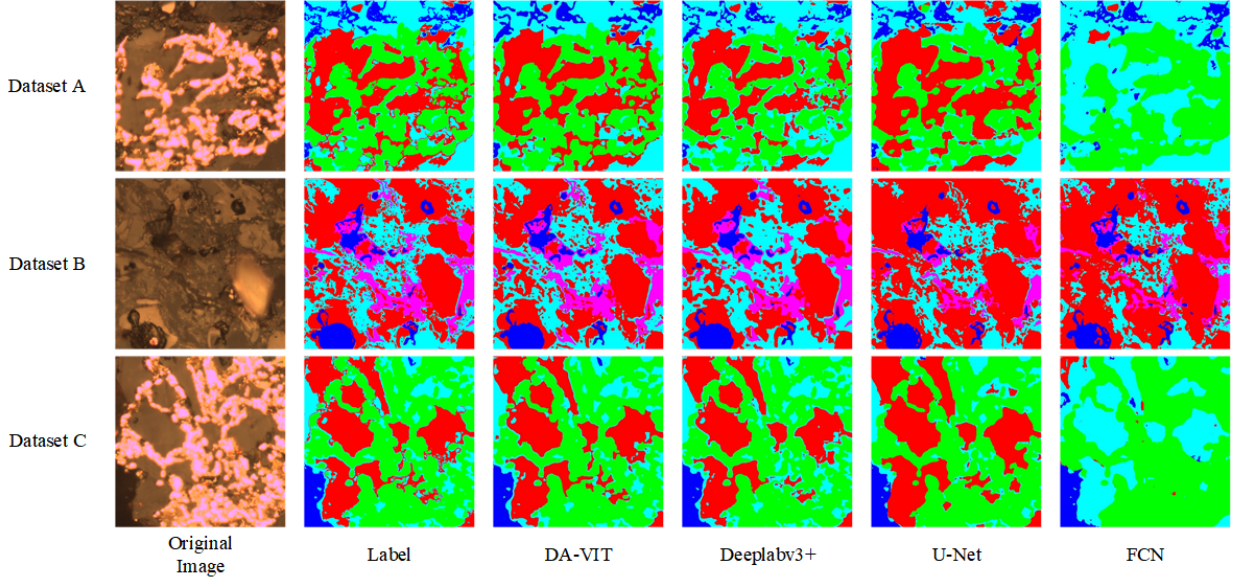 Dataset A
Dataset B
Dataset C
Original
Image
Label
DA-VIT
Deeplabv3+
U-Net
FCN